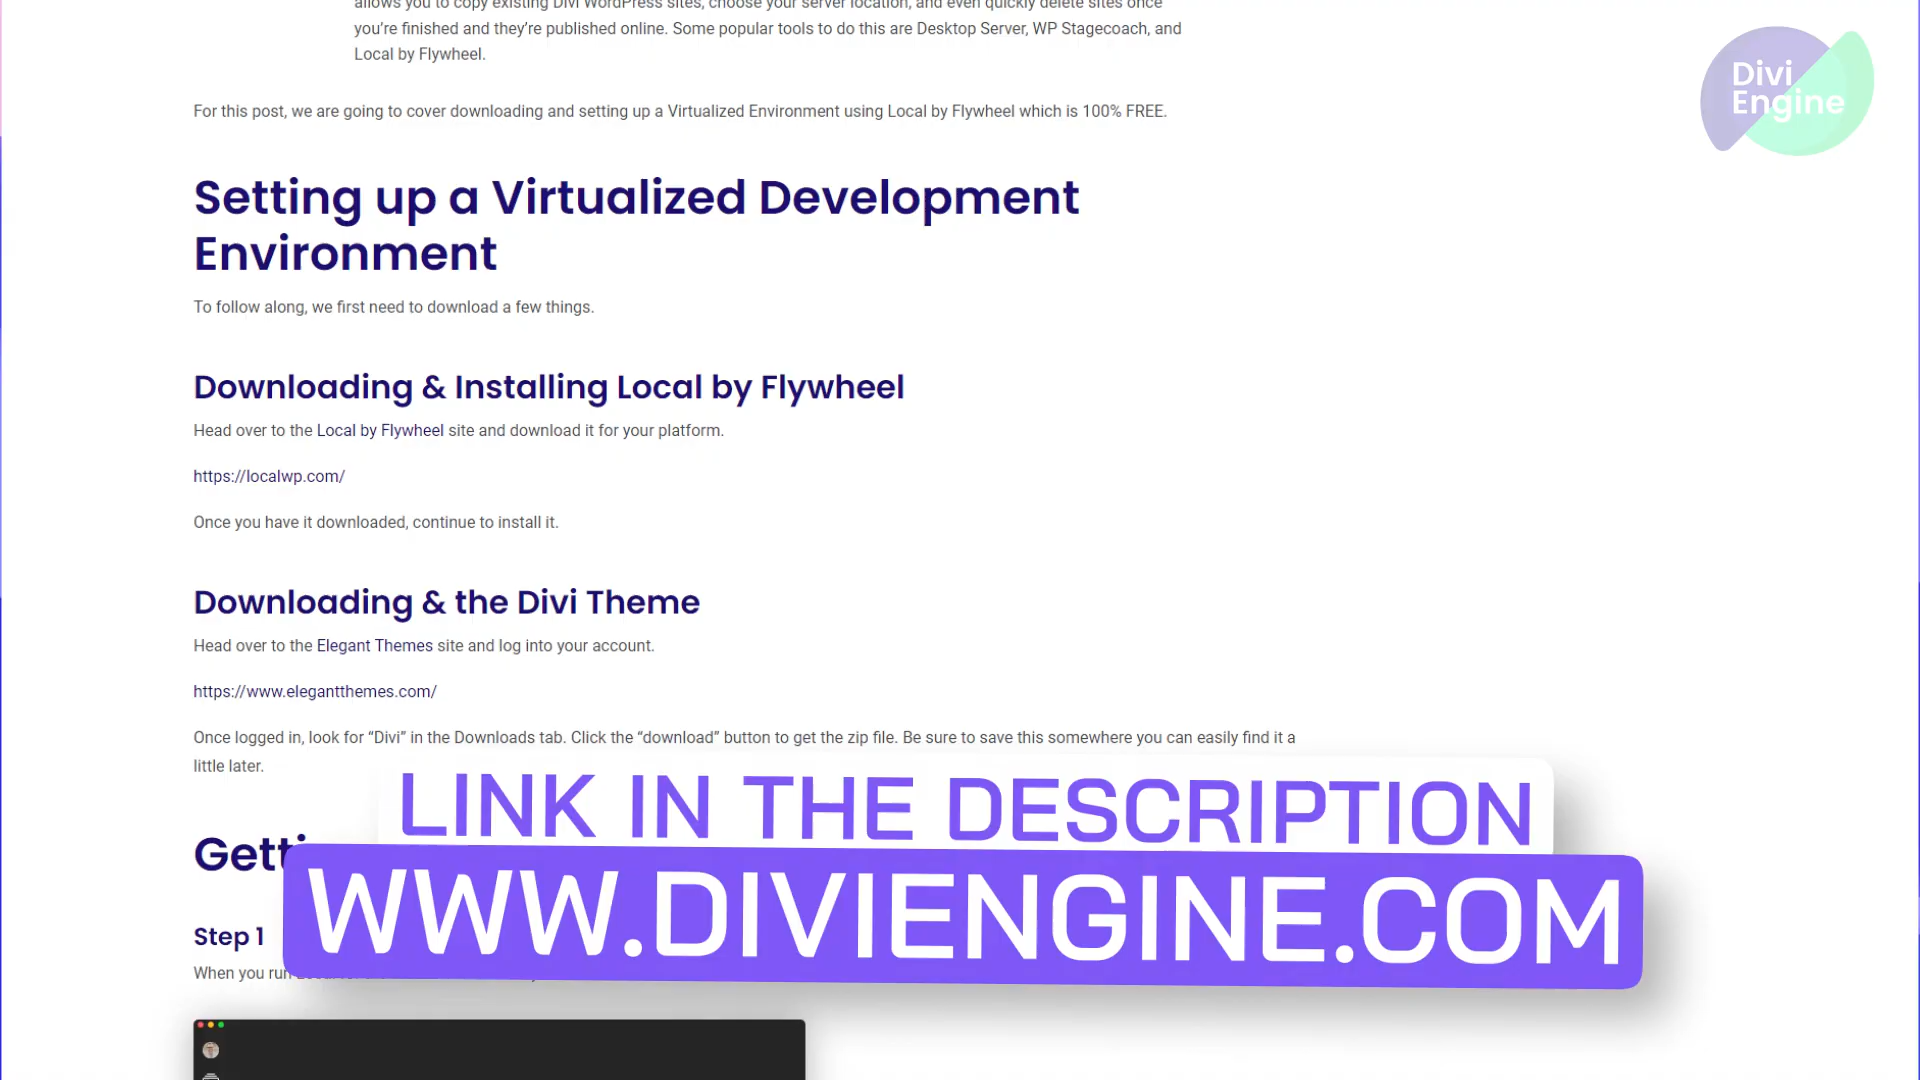 allows you to copy existing Divi WordPress sites, choose your server location, and even quickly delete sites once
you're finished and they're published online. Some popular tools to do this are Desktop Server, WP Stagecoach, and
Local by Flywheel.
Divi
Engine
For this post, we are going to cover downloading and setting up a Virtualized Environment using Local by Flywheel which is 100% FREE.
Setting up a Virtualized Development
Environment
To follow along, we first need to download a few things.
Downloading & Installing Local by Flywheel
Head over to the Local by Flywheel site and download it for your platform.
https://localwp.com/
Once you have it downloaded, continue to install it.
Downloading & the Divi Theme
Head over to the Elegant Themes site and log into your account.
https://www.elegantthemes.com/
Once logged in, look for “Divi” in the Downloads tab. Click the “download” button to get the zip file. Be sure to save this somewhere you can easily find it a
little later.
LINK IN THE DESCRIPTION
WWW.DIVIENGINE.COM
Step 1
When you run